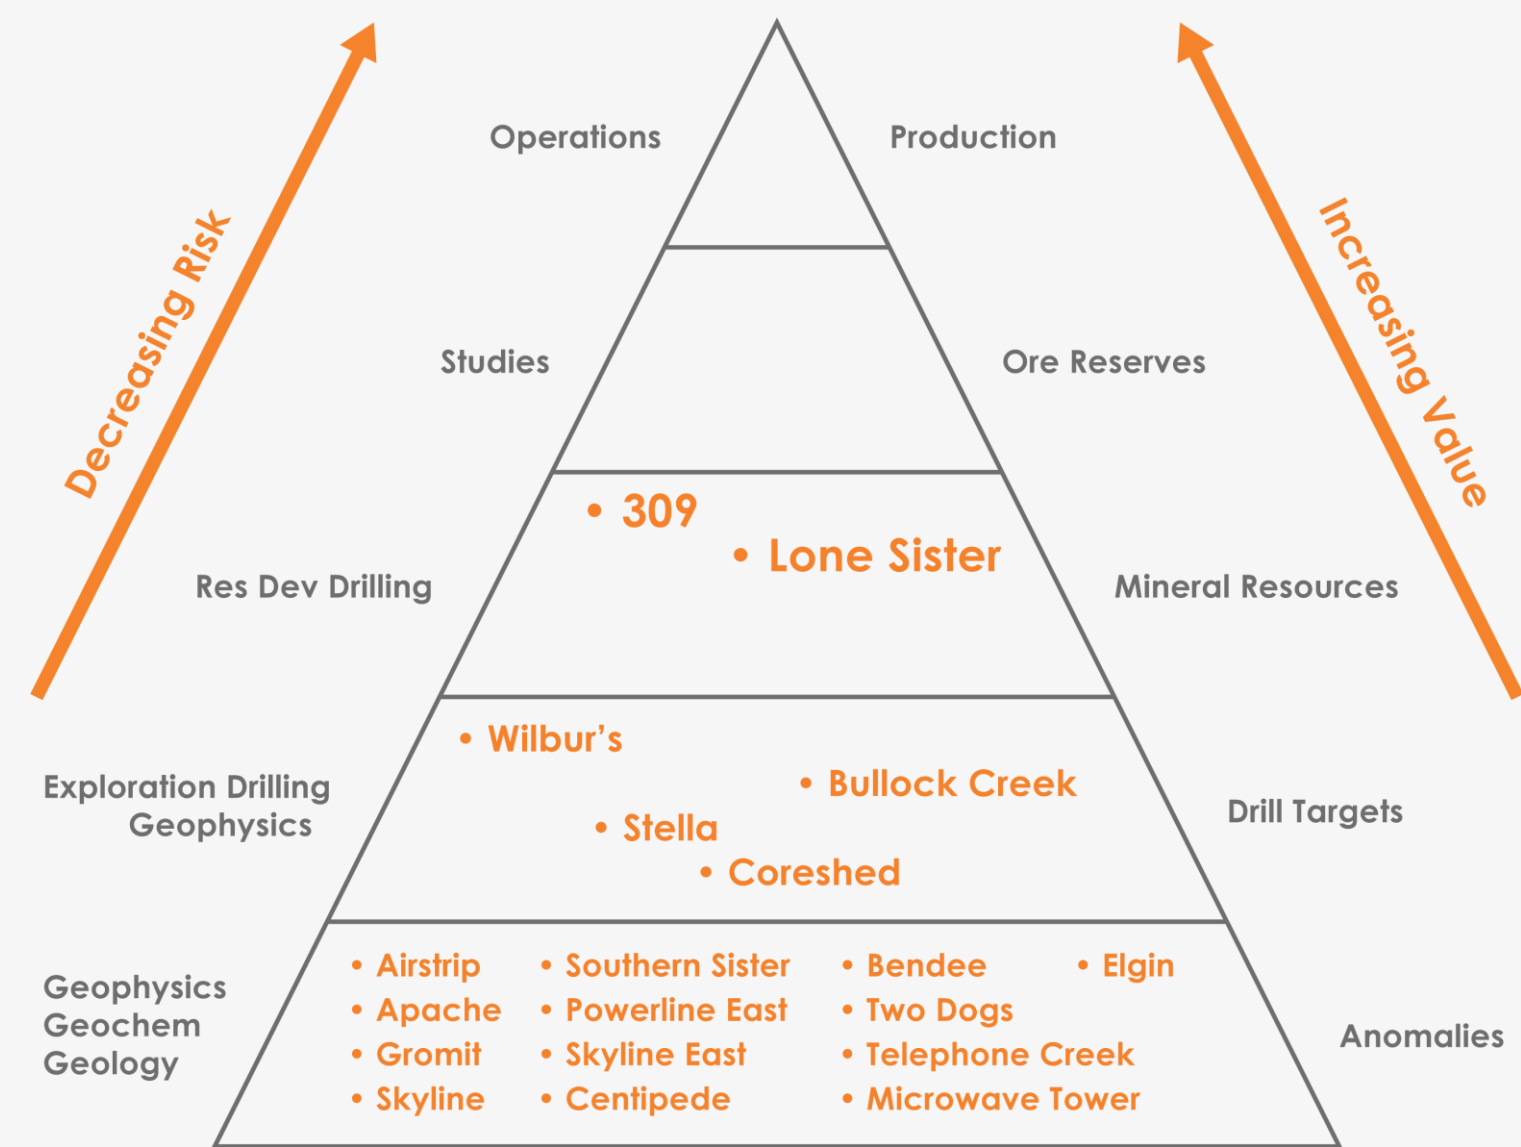 Operations
Production
Decreasing Risk
Increasing Value
Studies
Ore Reserves
• 309
• Lone Sister
Res Dev Drilling
Mineral Resources
• Wilbur’s
• Bullock Creek
Exploration Drilling
Geophysics
Drill Targets
• Stella
• Coreshed
Geophysics
Geochem
Geology
• Airstrip
• Apache
• Gromit
• Skyline
• Southern Sister
• Powerline East
• Skyline East
• Centipede
• Bendee
• Two Dogs
• Telephone Creek
• Microwave Tower
• Elgin
Anomalies